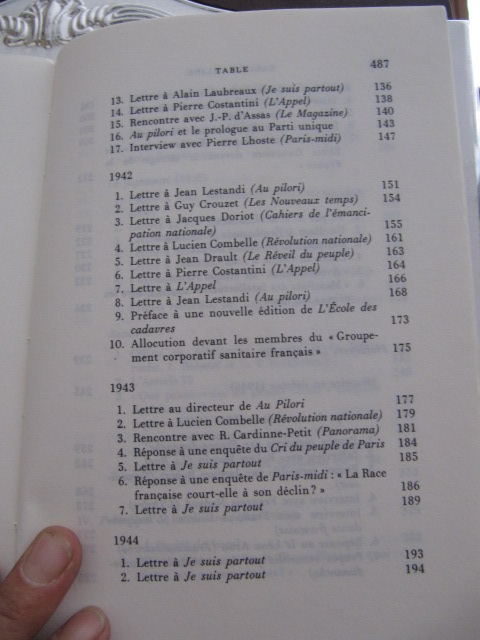 TABLE 487
13. Lettre à Alain Laubreaux (Je suis partout) 136
14. Lettre à Pierre Costantini (L'Appel) 138
15. Rencontre avec J.-P. d'Assas (Le Magazine) 140
16. Au pilori et le prologue au Parti unique 143
17. Interview avec Pierre Lhoste (Paris-midi) 147
1942
1. Lettre à Jean Lestandi (Au pilori) 151
2. Lettre à Guy Crouzet (Les Nouveaux temps) 154
3. Lettre à Jacques Doriot (Cahiers de l'émanci-
pation nationale) 155
4. Lettre à Lucien Combelle (Révolution nationale) 161
5. Lettre à Jean Drault (Le Réveil du peuple) 163
6. Lettre à Pierre Costantini (L'Appel) 164
7. Lettre à L'Appel 166
8. Lettre à Jean Lestandi (Au pilori) 168
9. Préface à une nouvelle édition de L'École des
cadavres 173
10. Allocution devant les membres du « Groupe-
ment corporatif sanitaire français » 175
1943
1. Lettre au directeur de Au Pilori 177
2. Lettre à Lucien Combelle (Révolution nationale) 179
3. Rencontre avec R. Cardinne-Petit (Panorama) 181
4. Réponse à une enquête du Cri du peuple de Paris 184
5. Lettre à Je suis partout 185
6. Réponse à une enquête de Paris-midi : « La Race
française court-elle à son déclin ? » 186
7. Lettre à Je suis partout 189
1944
1. Lettre à Je suis partout 193
2. Lettre à Je suis partout 194